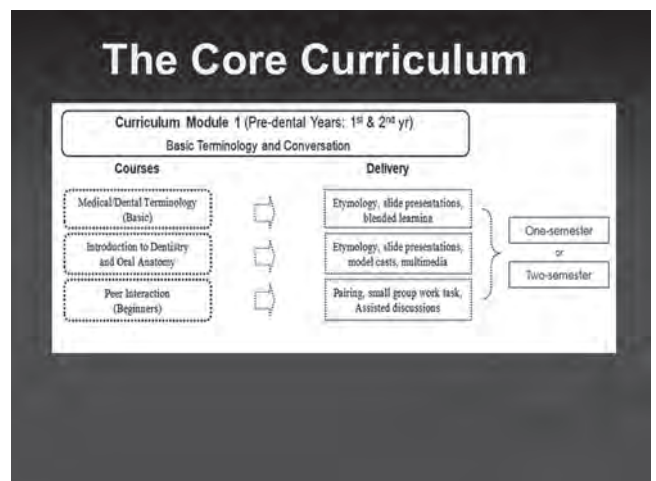 The Core Curriculum
Curriculum Module 1 (Pre-dental Years: 1st & 2nd yr)
Basic Terminology and Conversation
Courses
Delivery
Medical/Dental Terminology
(Basic)
Etymology, slide presentations,
blended learning
Introduction to Dentistry
and Oral Anatomy
Etymology, slide presentations,
model casts, multimedia
Peer Interaction
(Beginners)
Pairing, small group work task,
Assisted discussions
One-semester
or
Two-semester